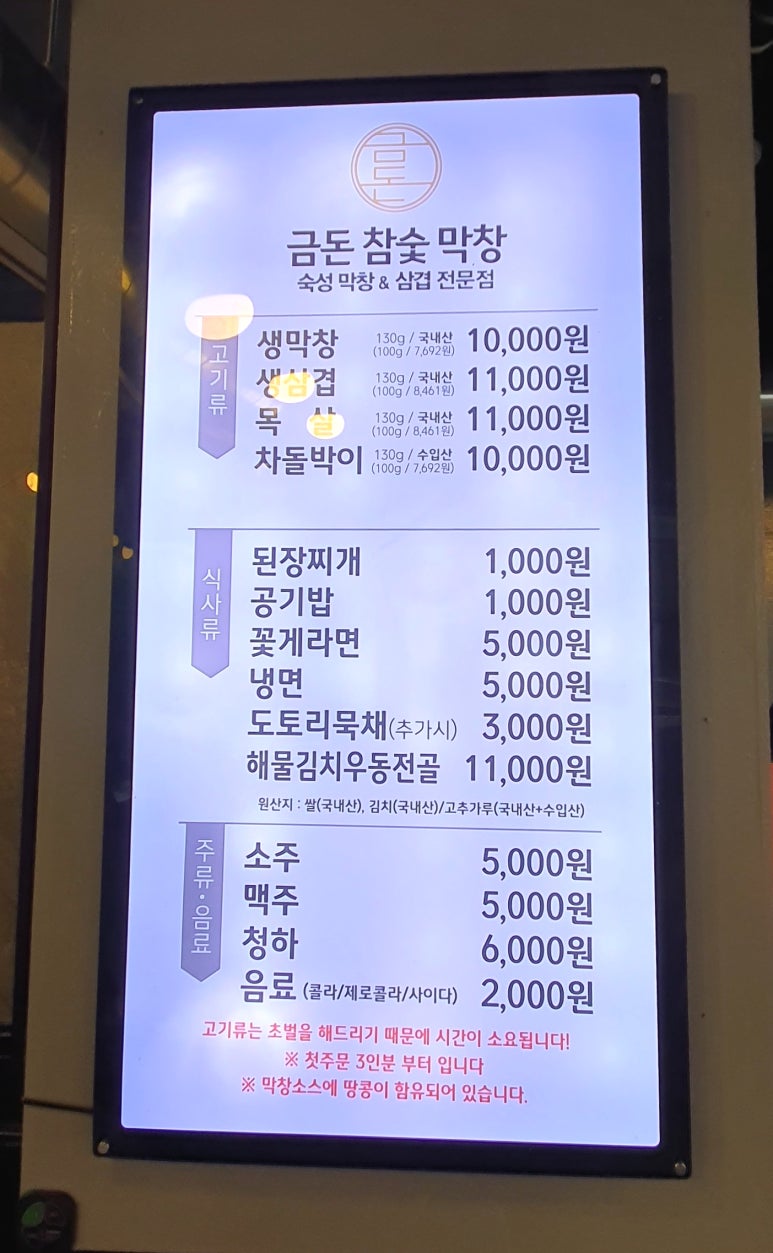 금돈
금돈 참숯 막창
숙성 막창 & 삼겹 전문점
고기류
생막창 130g / 국내산 (100g / 7,692원) 10,000원
생삼겹 130g / 국내산 (100g / 8,461원) 11,000원
목 살 130g / 국내산 (100g / 8,461원) 11,000원
차돌박이 130g / 수입산 (100g / 7,692원) 10,000원
식사류
된장찌개 1,000원
공기밥 1,000원
꽃게라면 5,000원
냉면 5,000원
도토리묵채(추가시) 3,000원
해물김치우동전골 11,000원
원산지 : 쌀(국내산), 김치(국내산)/고추가루(국내산+수입산)
주류·음료
소주 5,000원
맥주 5,000원
청하 6,000원
음료 (콜라/제로콜라/사이다) 2,000원
고기류는 초벌을 해드리기 때문에 시간이 소요됩니다!
※ 첫주문 3인분 부터 입니다
※ 막창소스에 땅콩이 함유되어 있습니다.